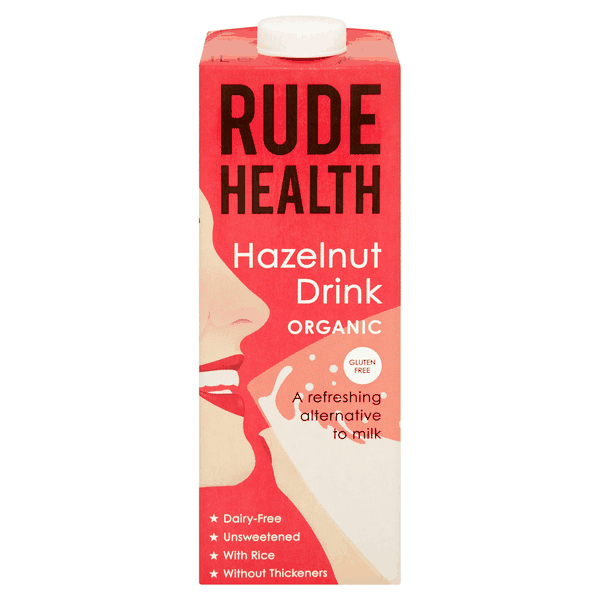 RUDE
HEALTH
Hazelnut
Drink
ORGANIC
GLUTEN
FREE
A refreshing
alternative
to milk
★ Dairy-Free
★ Unsweetened
★ With Rice
★ Without Thickeners